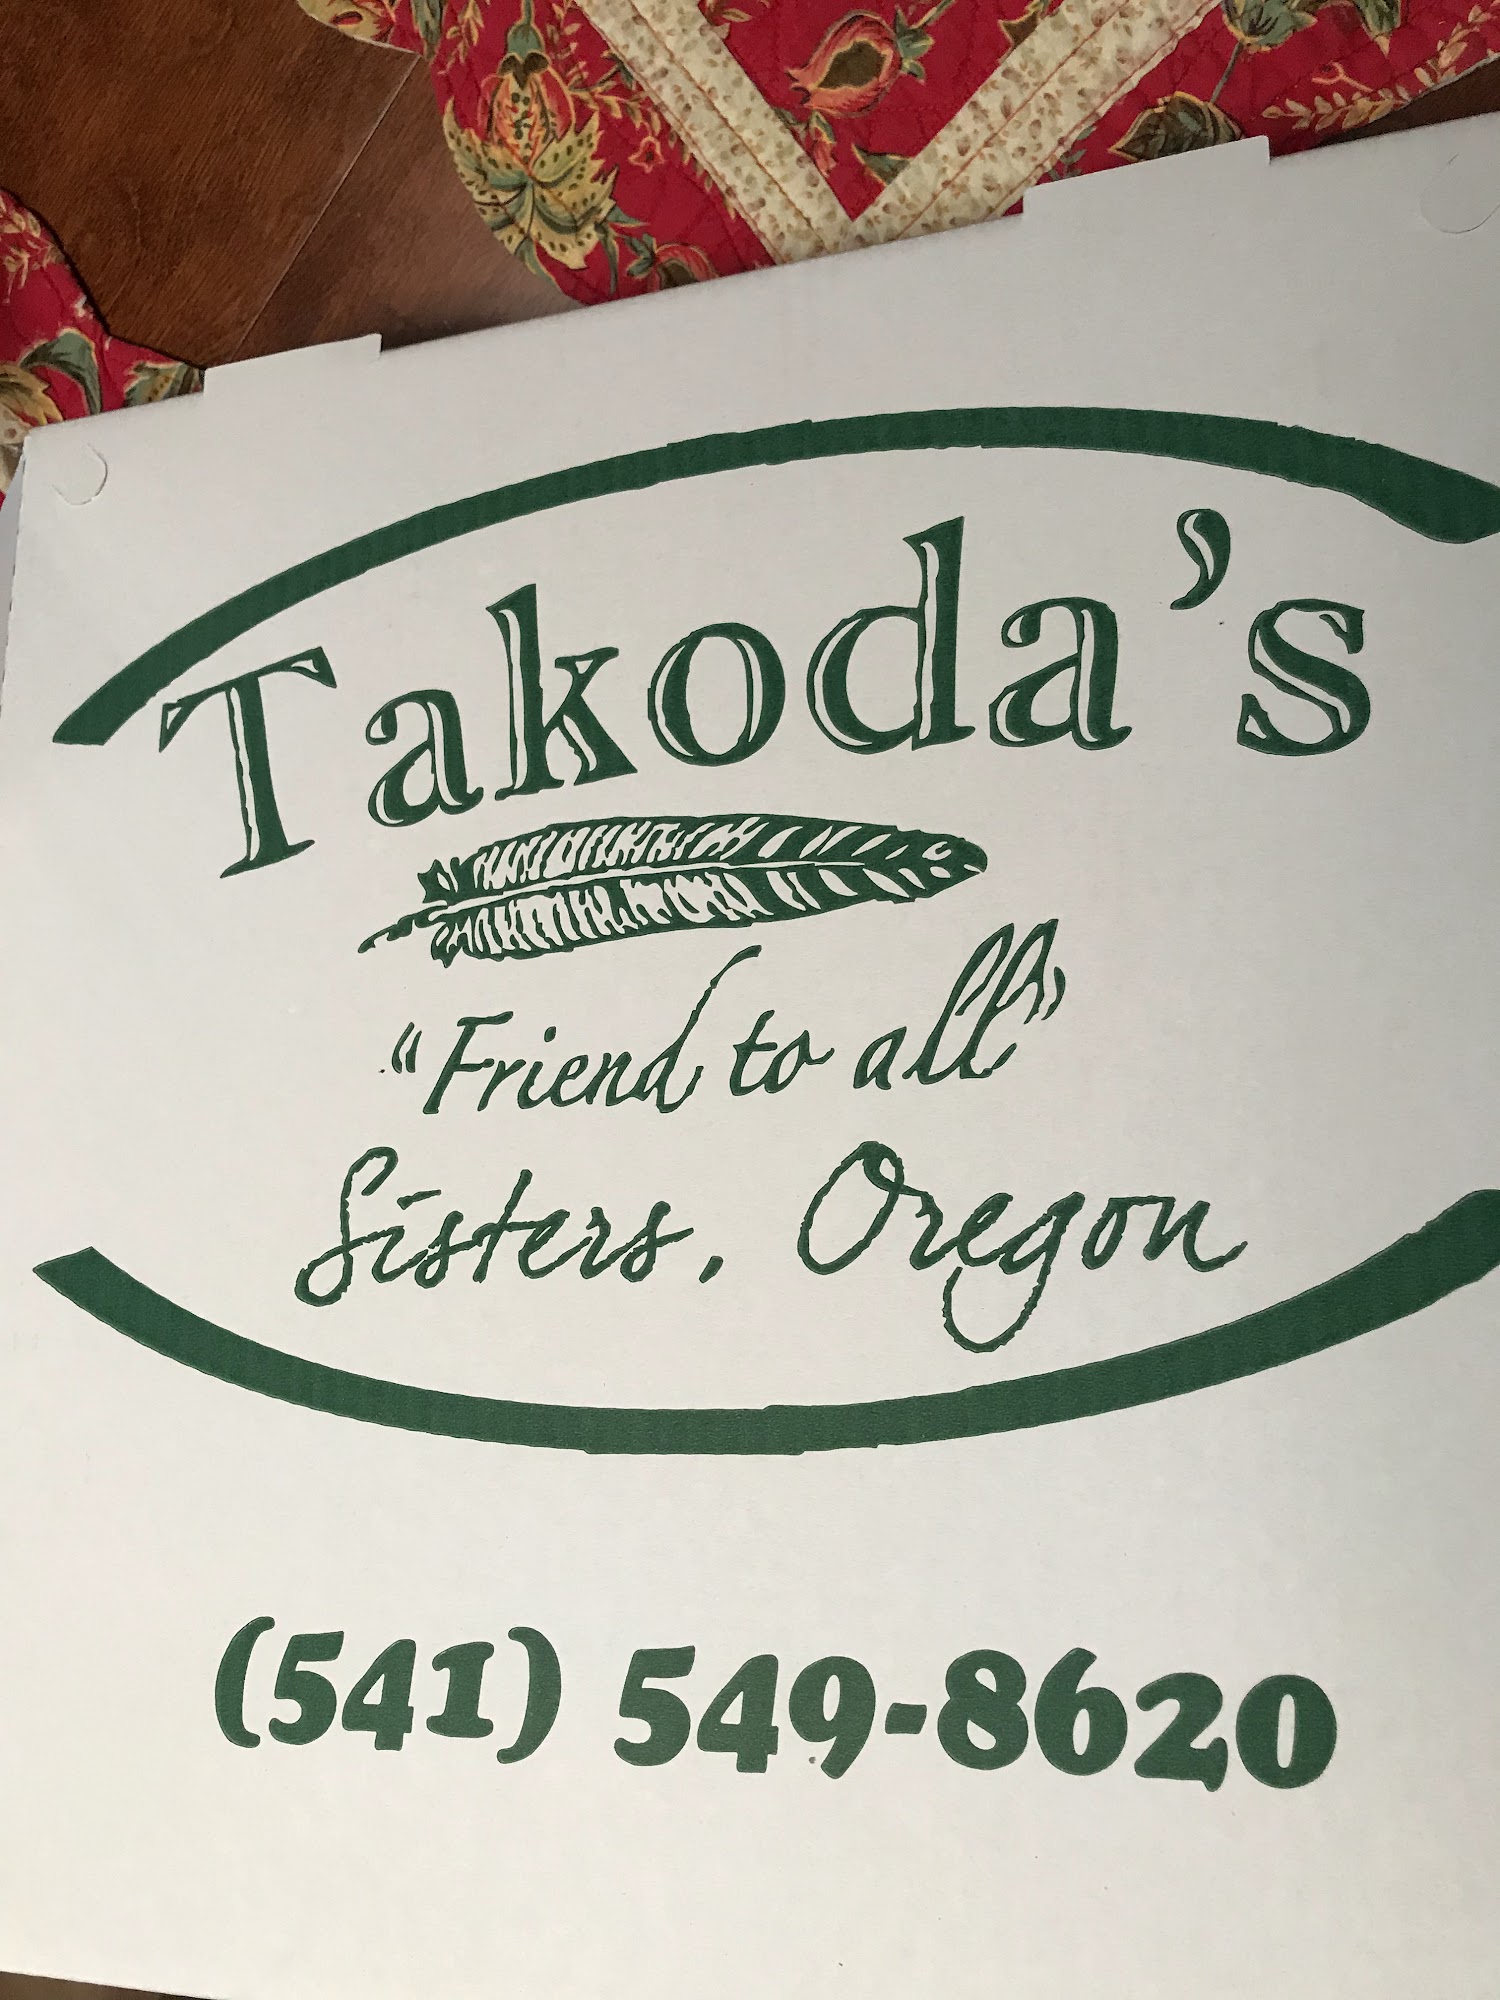 Takoda's
"Friend to all"
Sisters, Oregon
(541) 549-8620